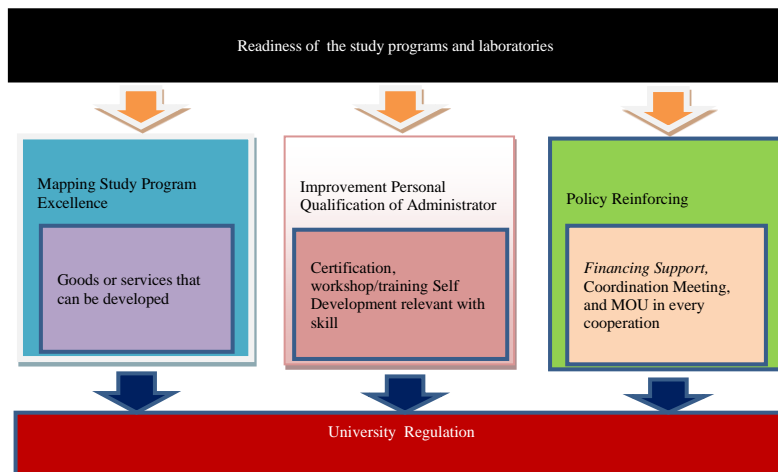 Readiness of the study programs and laboratories
Mapping Study Program
Excellence
Goods or services that
can be developed
Improvement Personal
Qualification of Administrator
Certification,
workshop/training Self
Development relevant with
skill
Policy Reinforcing
Financing Support,
Coordination Meeting,
and MOU in every
cooperation
University Regulation